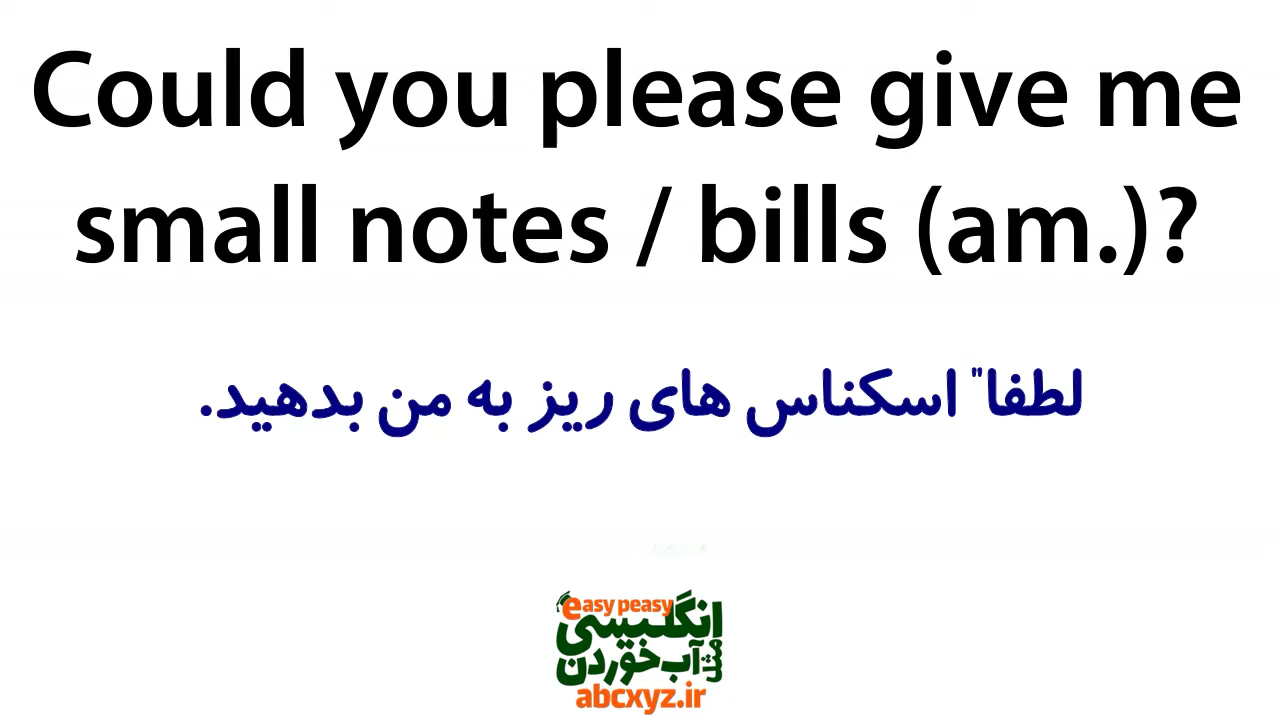 Could you please give me
small notes / bills (am.)?
لطفا" اسکناس های ریز به من بدهید.
easy peasy
انگلیسی
مثل آب خوردن
abcxyz.ir